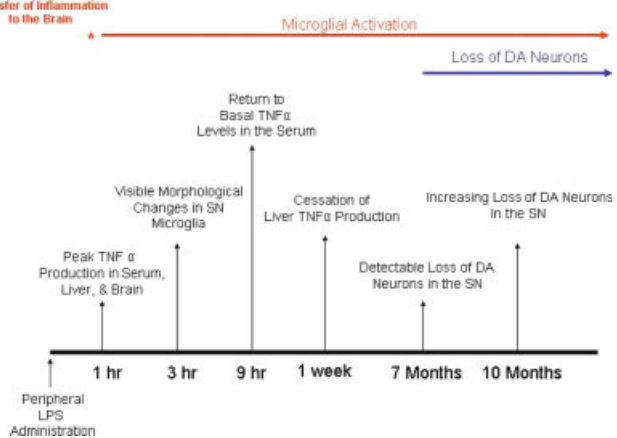 of Inflammation
to the Brain
*
Microglial Activation
Loss of DA Neurons
Return to
Basal TNFα
Levels in the Serum
Visible Morphological
Changes in SN
Microglia
Cessation of
Liver TNFα Production
Increasing Loss of DA Neurons
In the SN
Peak TNF α
Production in Serum,
Liver, & Brain
Detectable Loss of DA
Neurons in the SN
1 hr
3 hr
9 hr
1 week
7 Months
10 Months
Peripheral
LPS
Administration